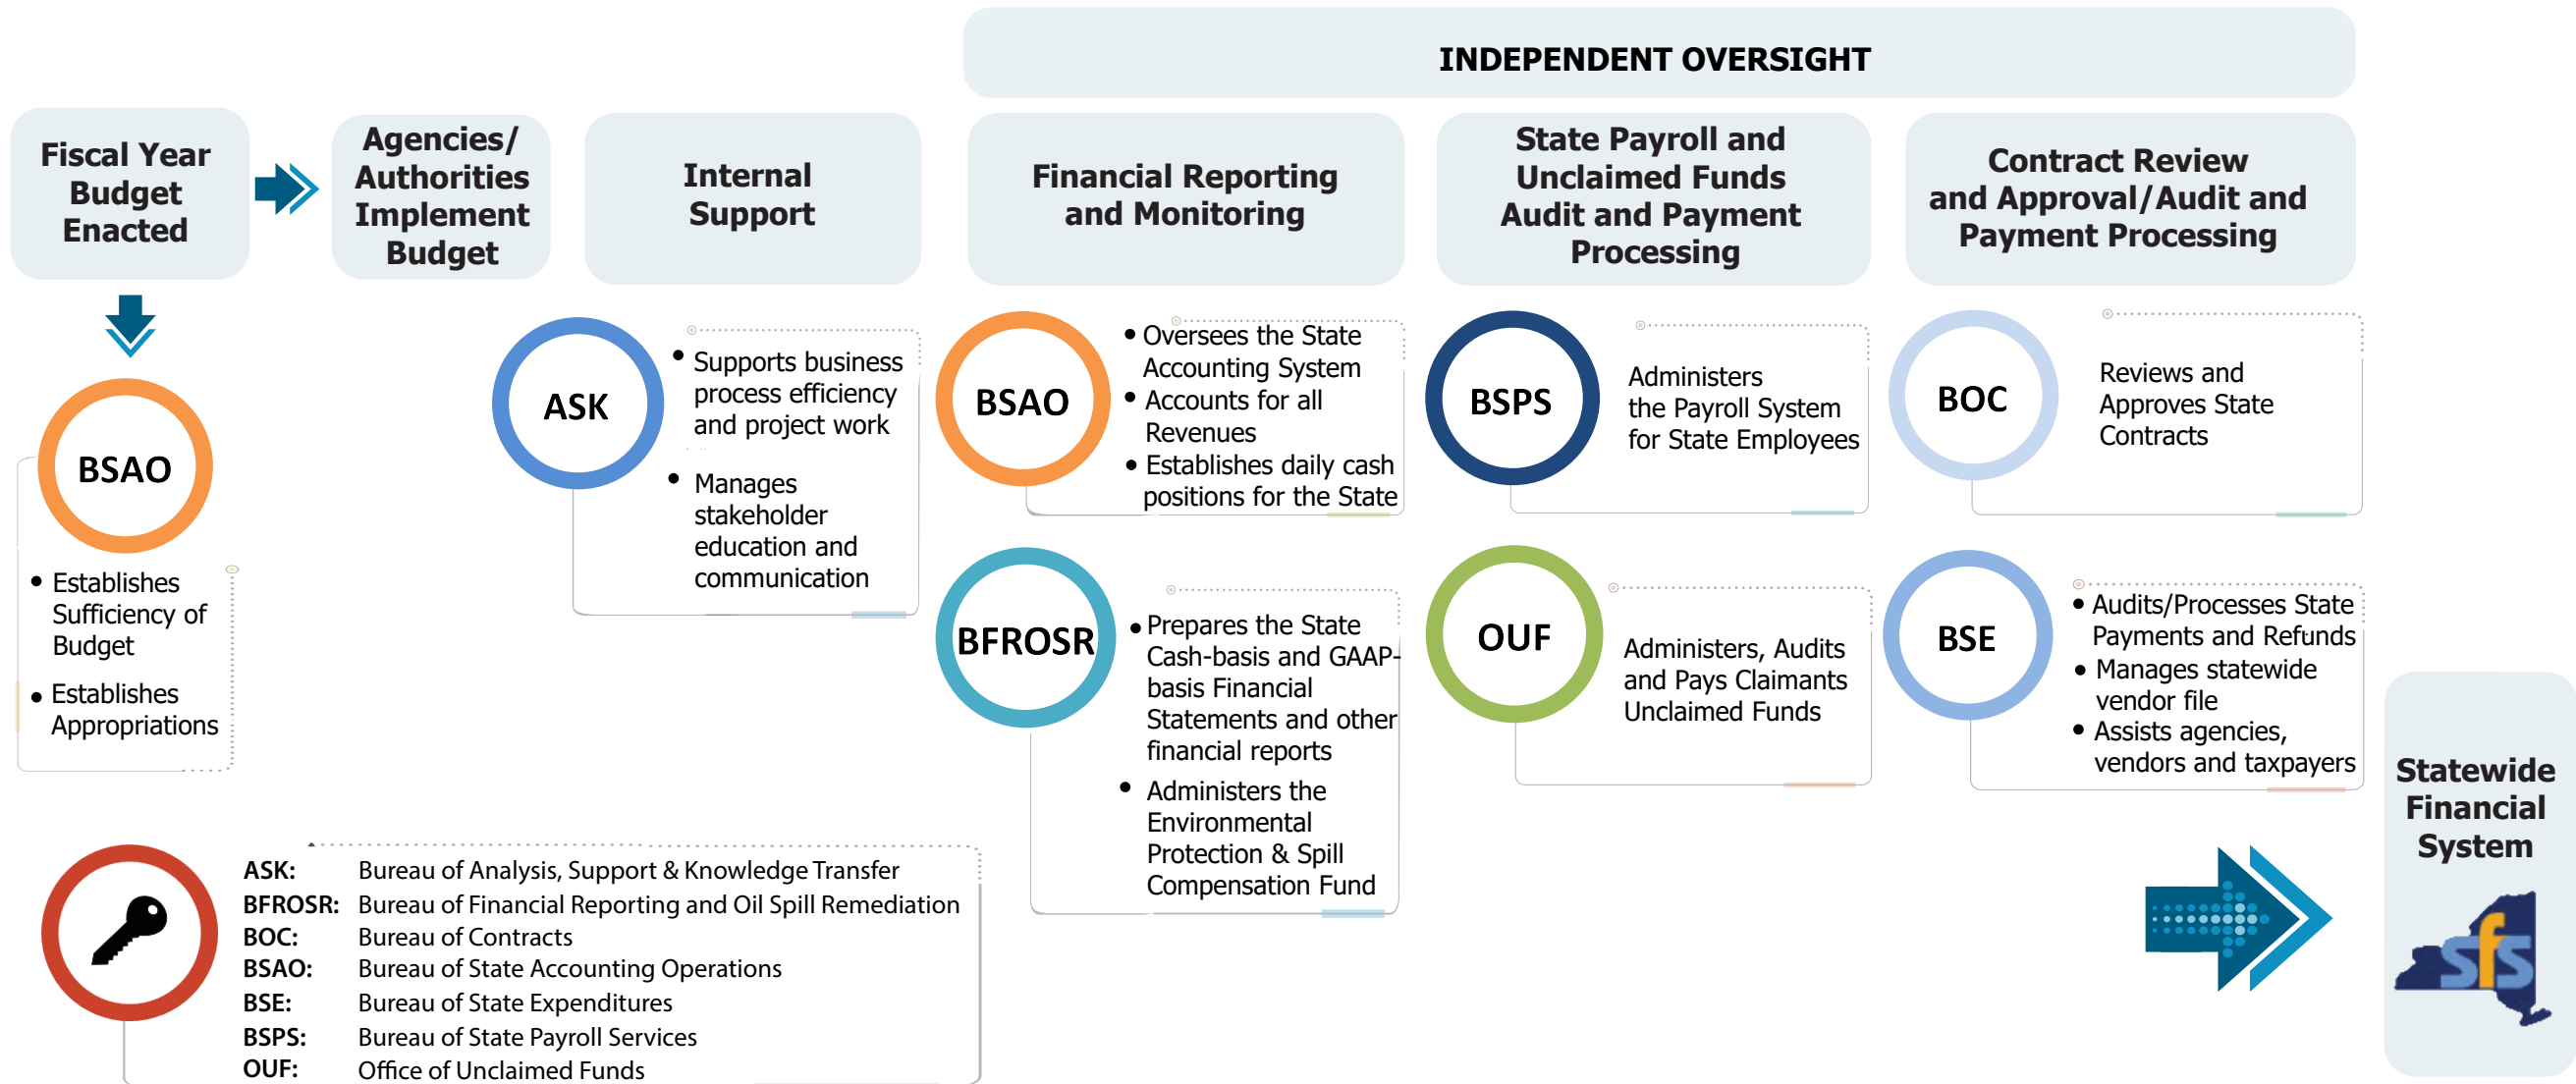 INDEPENDENT OVERSIGHT
Fiscal Year
Budget
Enacted
Agencies/
Authorities
Implement
Budget
Internal
Support
Financial Reporting
and Monitoring
State Payroll and
Unclaimed Funds
Audit and Payment
Processing
Contract Review
and Approval/Audit and
Payment Processing
BSAO
• Establishes
Sufficiency of
Budget
• Establishes
Appropriations
ASK
• Supports business
process efficiency
and project work
• Manages
stakeholder
education and
communication
BSAO
• Oversees the State
Accounting System
• Accounts for all
Revenues
• Establishes daily cash
positions for the State
BFROSR
• Prepares the State
Cash-basis and GAAP-
basis Financial
Statements and other
financial reports
• Administers the
Environmental
Protection & Spill
Compensation Fund
BSPS
Administers
the Payroll System
for State Employees
OUF
Administers, Audits
and Pays Claimants
Unclaimed Funds
BOC
Reviews and
Approves State
Contracts
BSE
• Audits/Processes State
Payments and Refunds
• Manages statewide
vendor file
• Assists agencies,
vendors and taxpayers
Statewide
Financial
System
sfs
ASK: Bureau of Analysis, Support & Knowledge Transfer
BFROSR: Bureau of Financial Reporting and Oil Spill Remediation
BOC: Bureau of Contracts
BSAO: Bureau of State Accounting Operations
BSE: Bureau of State Expenditures
BSPS: Bureau of State Payroll Services
OUF: Office of Unclaimed Funds